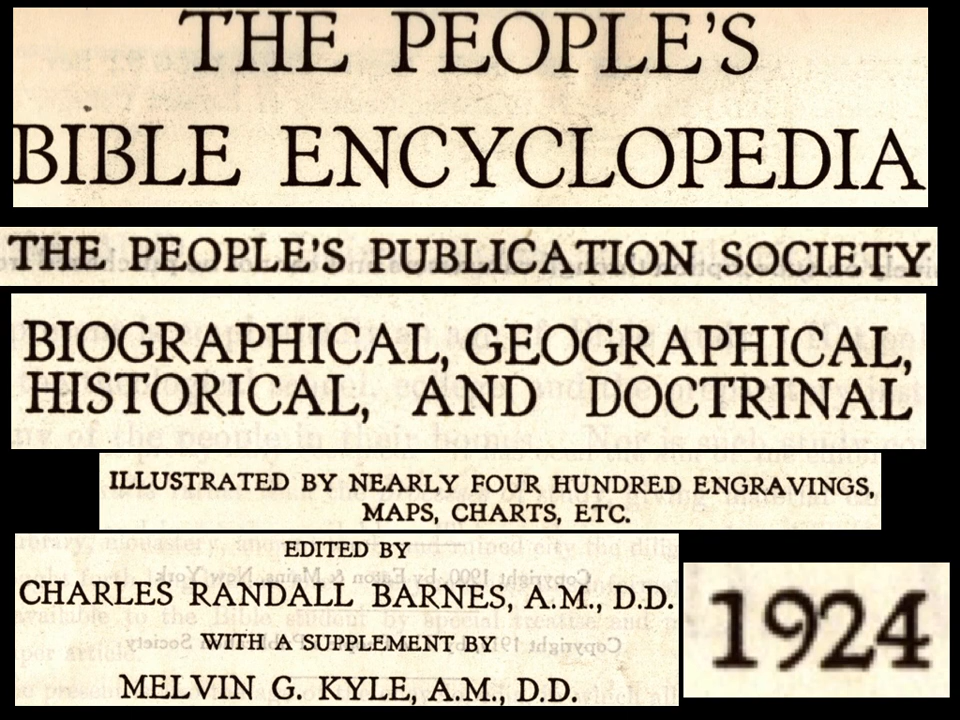 THE PEOPLE'S
BIBLE ENCYCLOPEDIA
THE PEOPLE'S PUBLICATION SOCIETY
BIOGRAPHICAL, GEOGRAPHICAL,
HISTORICAL, AND DOCTRINAL
ILLUSTRATED BY NEARLY FOUR HUNDRED ENGRAVINGS,
MAPS, CHARTS, ETC.
EDITED BY
CHARLES RANDALL BARNES, A.M., D.D.
WITH A SUPPLEMENT BY
MELVIN G. KYLE, A.M., D.D.
1924